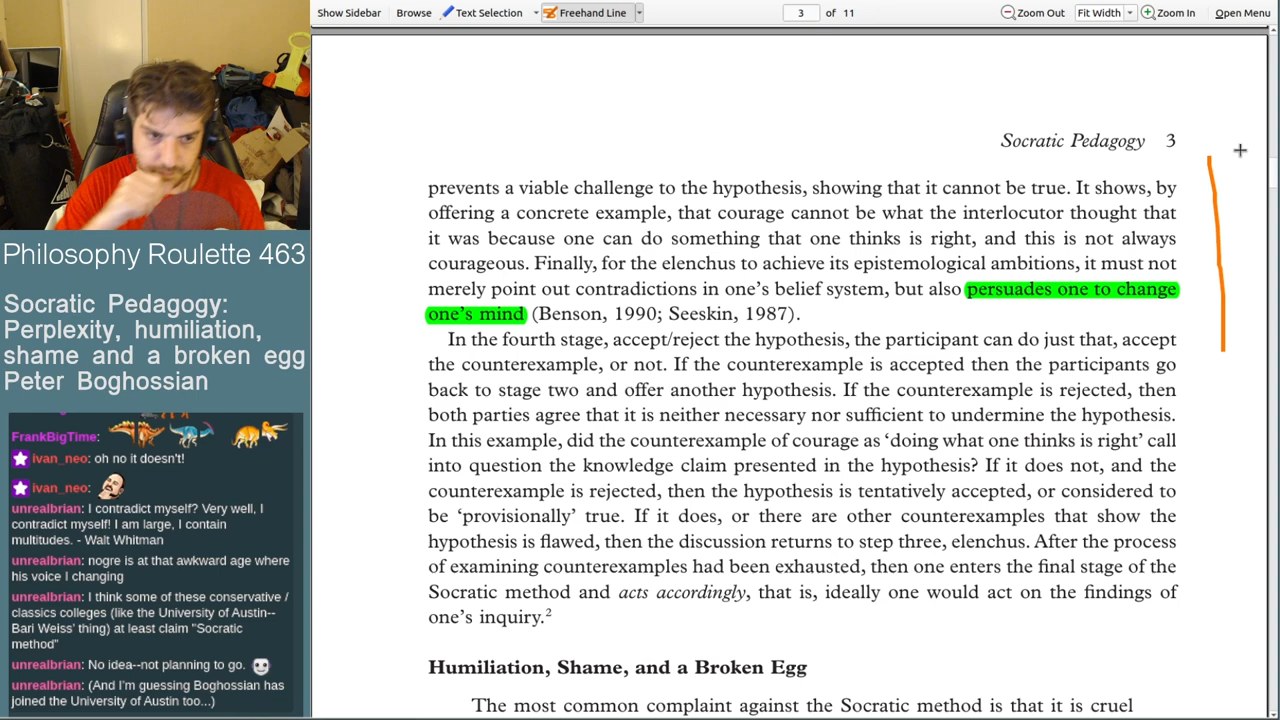 Show Sidebar Browse Text Selection Freehand Line 3 of 11 Zoom Out Fit Width Zoom In Open Menu
Socratic Pedagogy 3
prevents a viable challenge to the hypothesis, showing that it cannot be true. It shows, by
offering a concrete example, that courage cannot be what the interlocutor thought that
it was because one can do something that one thinks is right, and this is not always
courageous. Finally, for the elenchus to achieve its epistemological ambitions, it must not
merely point out contradictions in one's belief system, but also persuades one to change
one's mind (Benson, 1990; Seeskin, 1987).
In the fourth stage, accept/reject the hypothesis, the participant can do just that, accept
the counterexample, or not. If the counterexample is accepted then the participants go
back to stage two and offer another hypothesis. If the counterexample is rejected, then
both parties agree that it is neither necessary nor sufficient to undermine the hypothesis.
In this example, did the counterexample of courage as ‘doing what one thinks is right’ call
into question the knowledge claim presented in the hypothesis? If it does not, and the
counterexample is rejected, then the hypothesis is tentatively accepted, or considered to
be ‘provisionally’ true. If it does, or there are other counterexamples that show the
hypothesis is flawed, then the discussion returns to step three, elenchus. After the process
of examining counterexamples had been exhausted, then one enters the final stage of the
Socratic method and acts accordingly, that is, ideally one would act on the findings of
one's inquiry.2
Humiliation, Shame, and a Broken Egg
The most common complaint against the Socratic method is that it is cruel
Philosophy Roulette 463
Socratic Pedagogy:
Perplexity, humiliation,
shame and a broken egg
Peter Boghossian
FrankBigTime:
ivan_neo: oh no it doesn't!
ivan_neo:
unrealbrian: I contradict myself? Very well, I
contradict myself! I am large, I contain
multitudes. - Walt Whitman
unrealbrian: nogre is at that awkward age where
his voice I changing
unrealbrian: I think some of these conservative /
classics colleges (like the University of Austin--
Bari Weiss' thing) at least claim "Socratic
method"
unrealbrian: No idea--not planning to go.
unrealbrian: (And I'm guessing Boghossian has
joined the University of Austin too...)